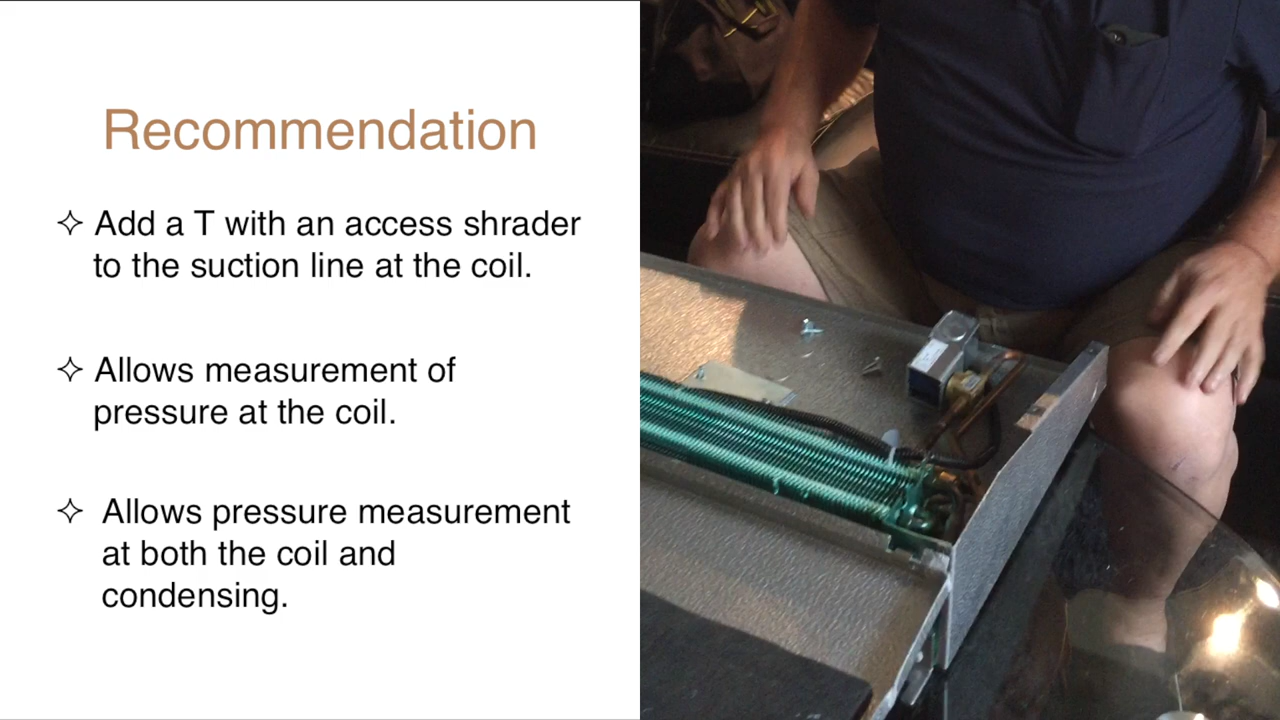 Recommendation
✧ Add a T with an access shrader
to the suction line at the coil.
✧ Allows measurement of
pressure at the coil.
✧ Allows pressure measurement
at both the coil and
condensing.